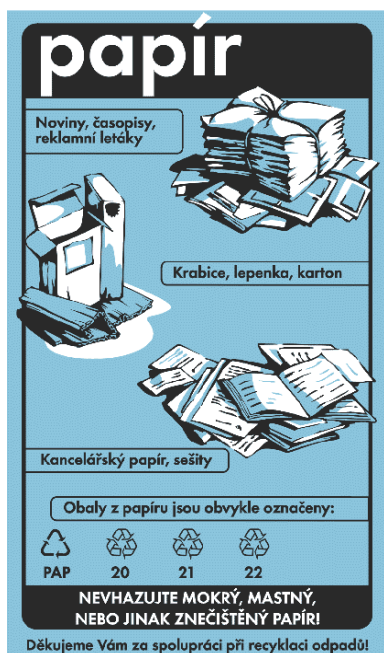 papír
Noviny, časopisy,
reklamní letáky
Krabice, lepenka, karton
Kancelářský papír, sešity
Obaly z papíru jsou obvykle označeny:
PAP 20 21 22
NEVHAZUJTE MOKRÝ, MASTNÝ,
NEBO JINAK ZNEČIŠTĚNÝ PAPÍR!
Děkujeme Vám za spolupráci při recyklaci odpadů!